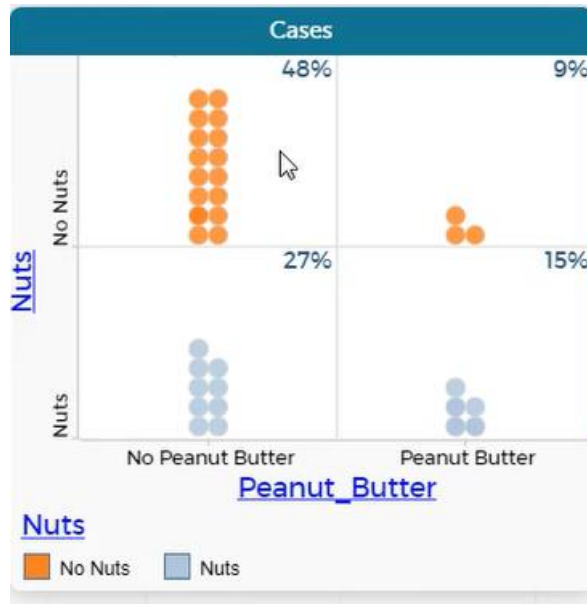 Cases
48% 9%
No Nuts
27% 15%
Nuts
Nuts
No Peanut Butter Peanut Butter
Peanut_Butter
Nuts
No Nuts Nuts